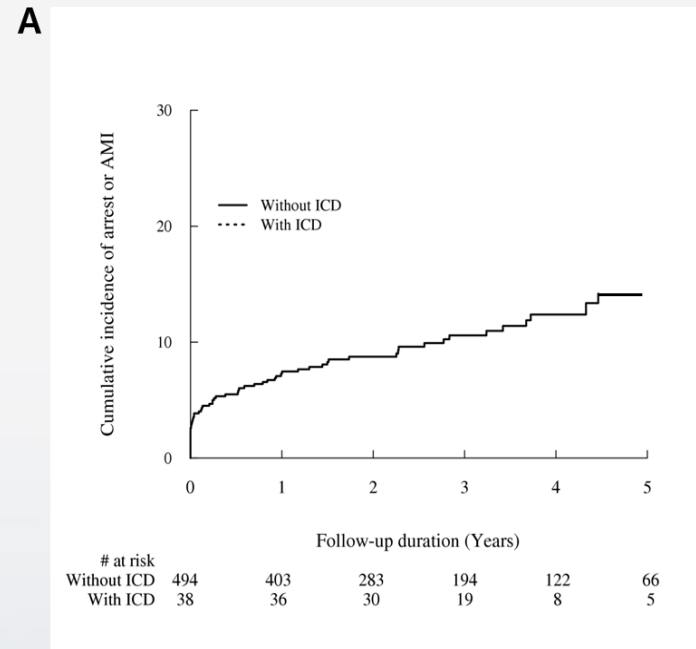 A
Cumulative incidence of arrest or AMI
30
20
10
0
Without ICD
With ICD
0 1 2 3 4 5
Follow-up duration (Years)
# at risk
Without ICD 494 403 283 194 122 66
With ICD 38 36 30 19 8 5